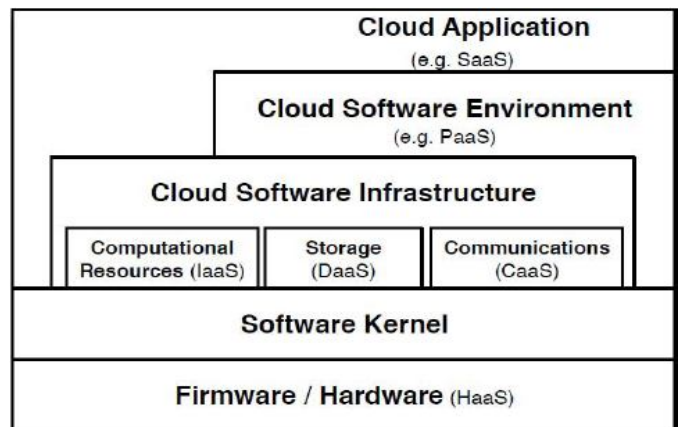 Cloud Application
(e.g. SaaS)
Cloud Software Environment
(e.g. PaaS)
Cloud Software Infrastructure
Computational
Resources (IaaS)
Storage
(DaaS)
Communications
(CaaS)
Software Kernel
Firmware / Hardware (HaaS)